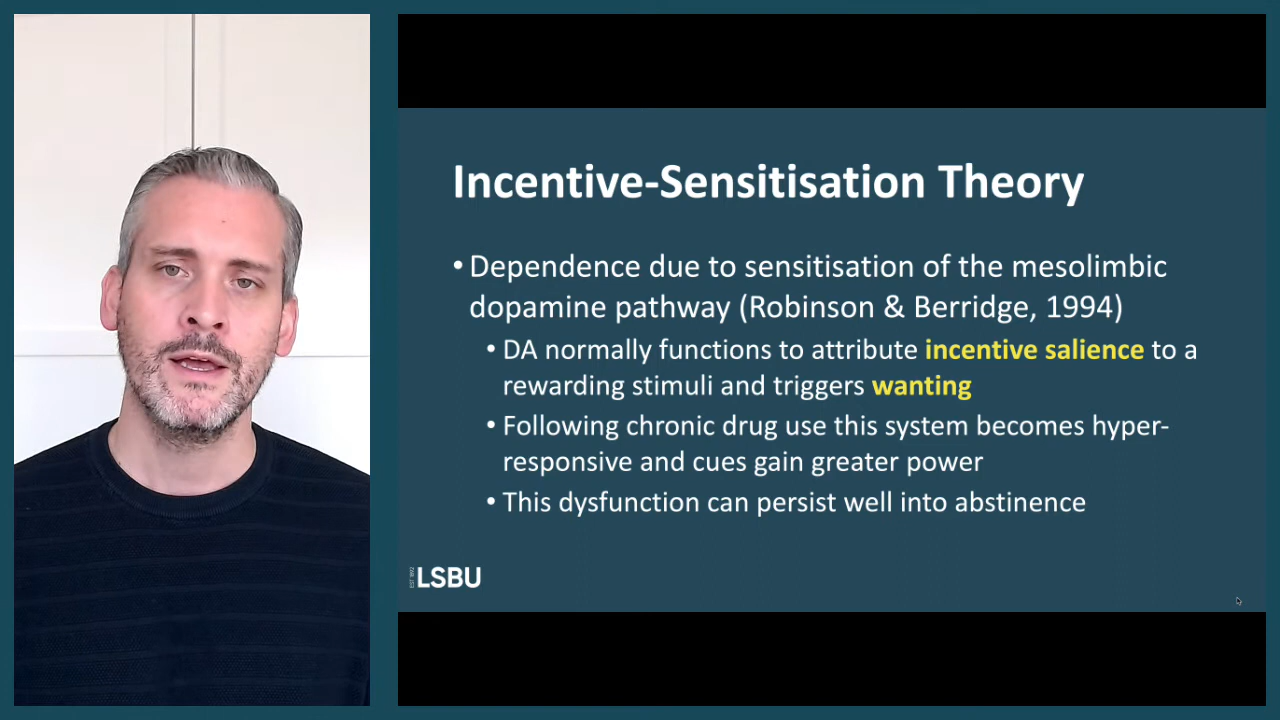 Incentive-Sensitisation Theory
• Dependence due to sensitisation of the mesolimbic
dopamine pathway (Robinson & Berridge, 1994)
• DA normally functions to attribute incentive salience to a
rewarding stimuli and triggers wanting
• Following chronic drug use this system becomes hyper-
responsive and cues gain greater power
• This dysfunction can persist well into abstinence
EST 1892
LSBU